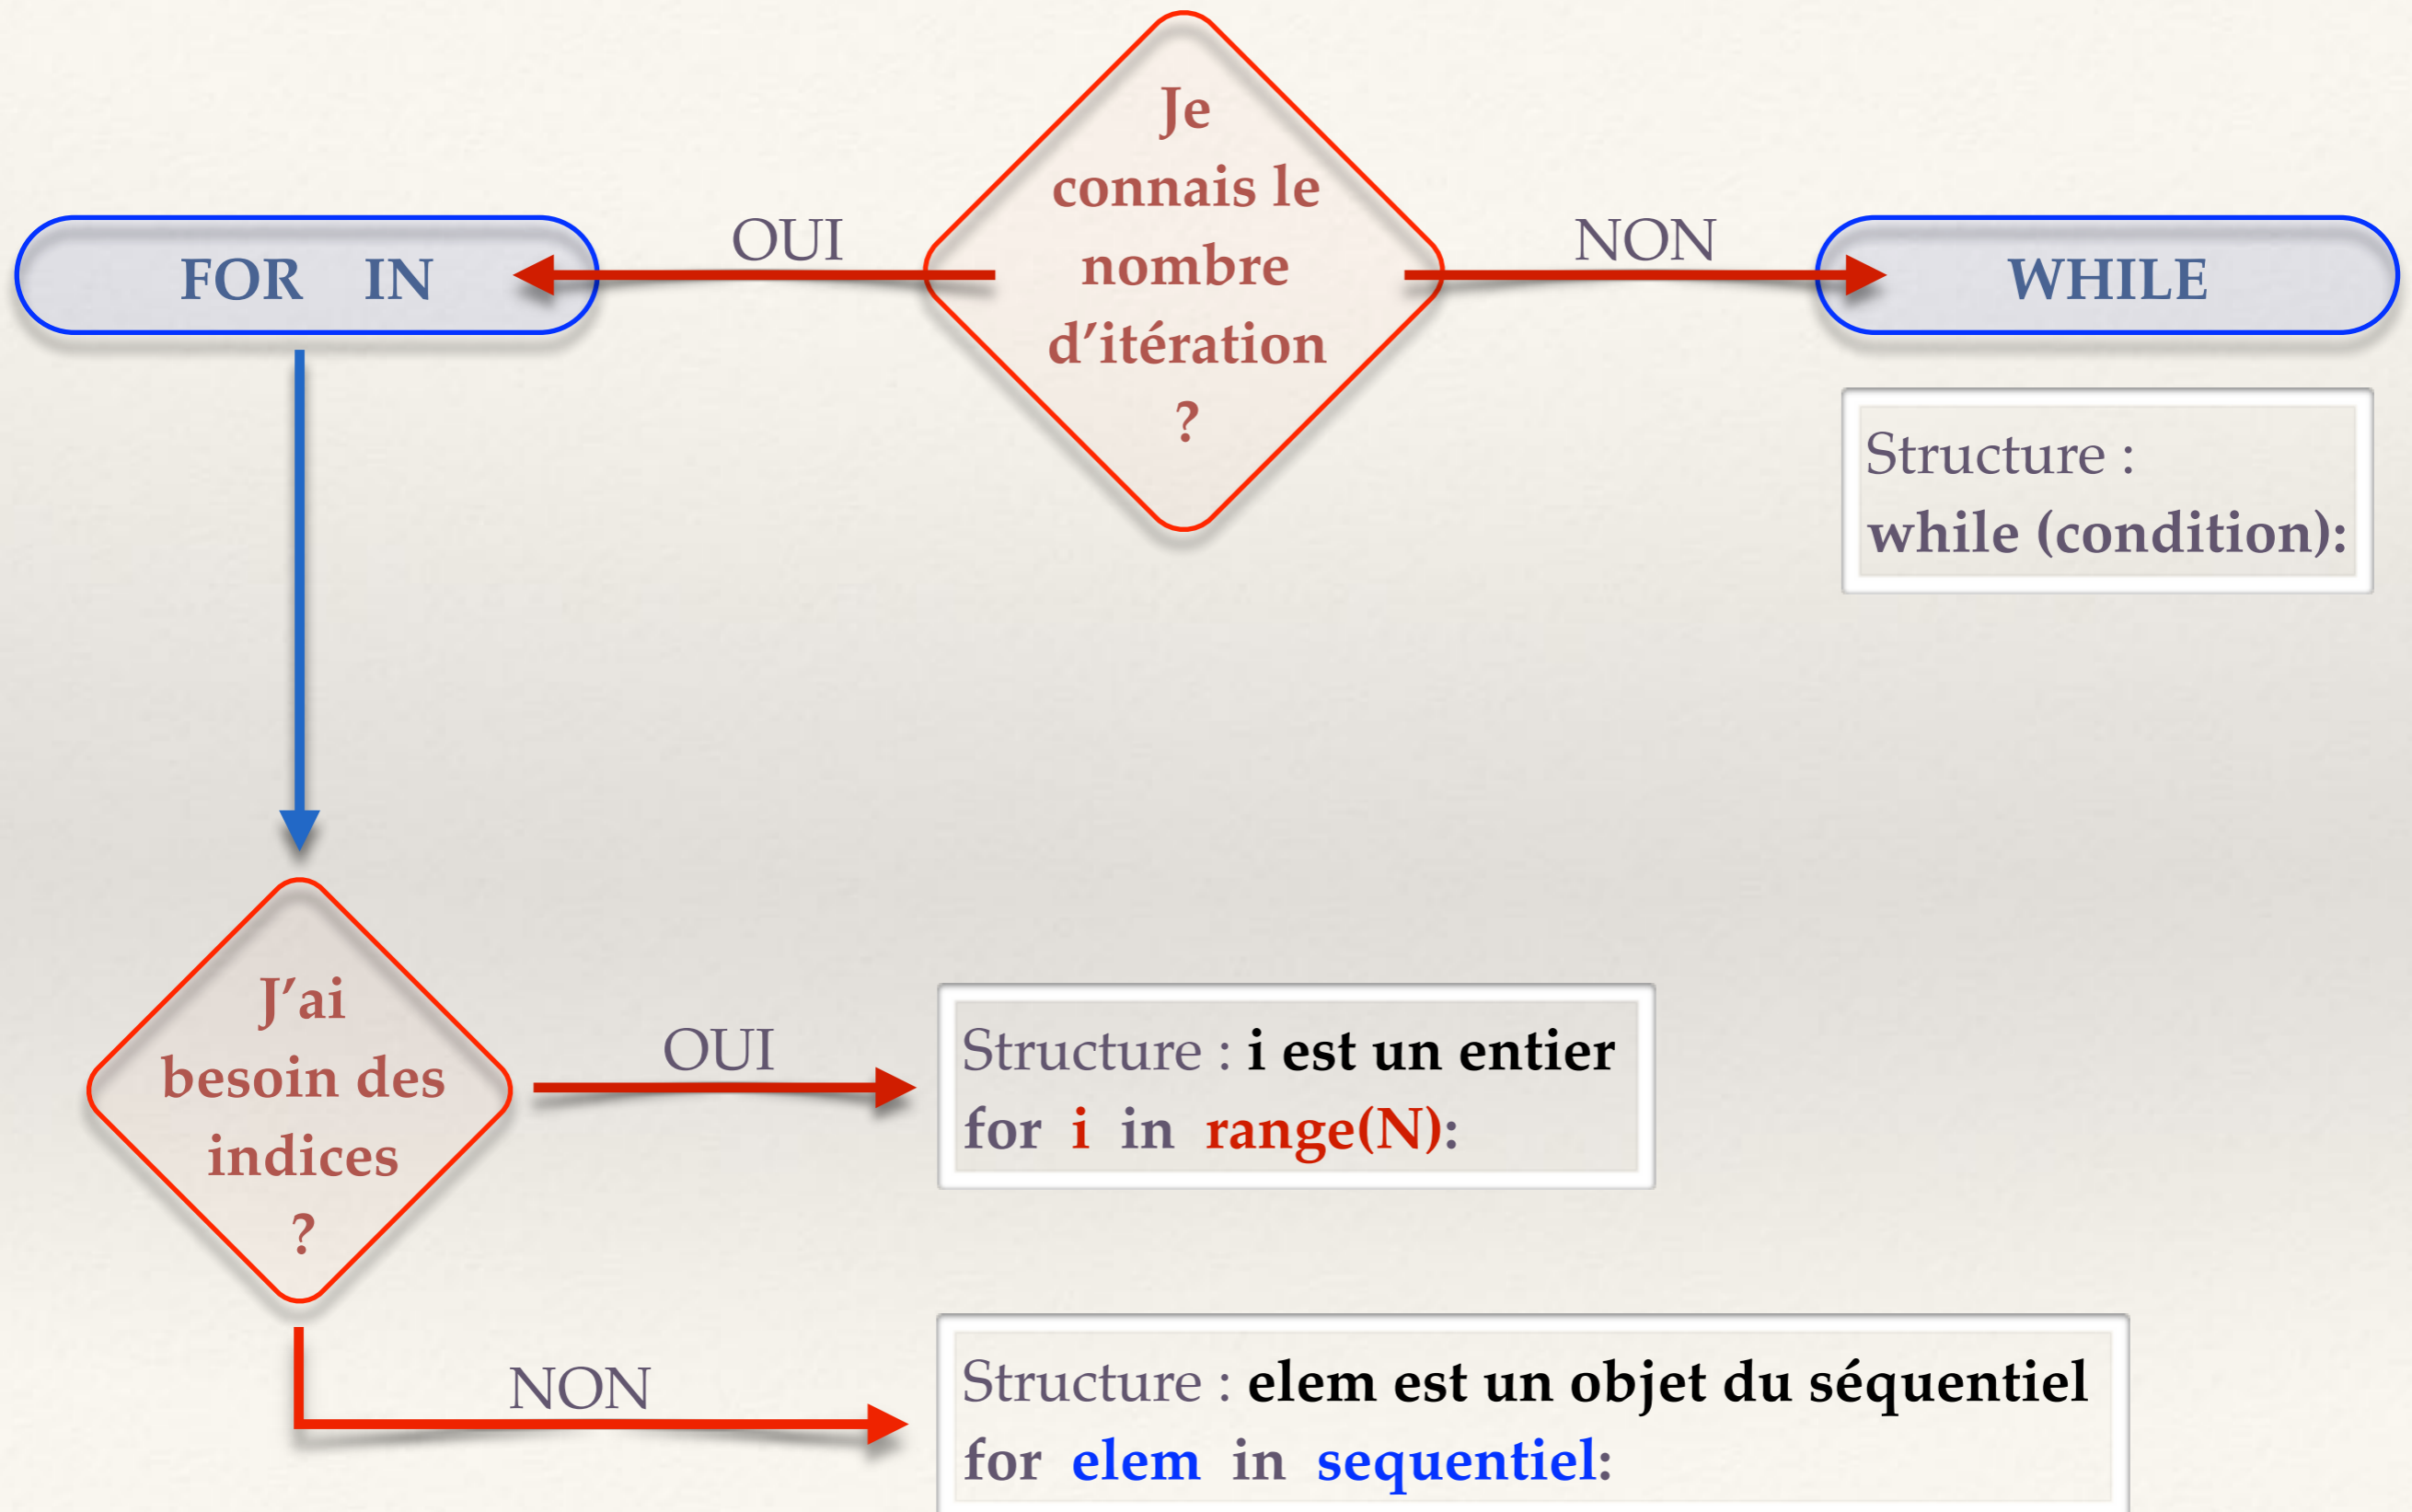 Je
connais le
nombre
d’itération
?
OUI
NON
FOR IN
WHILE
Structure :
while (condition):
J’ai
besoin des
indices
?
OUI
Structure : i est un entier
for i in range(N):
NON
Structure : elem est un objet du séquentiel
for elem in sequentiel: